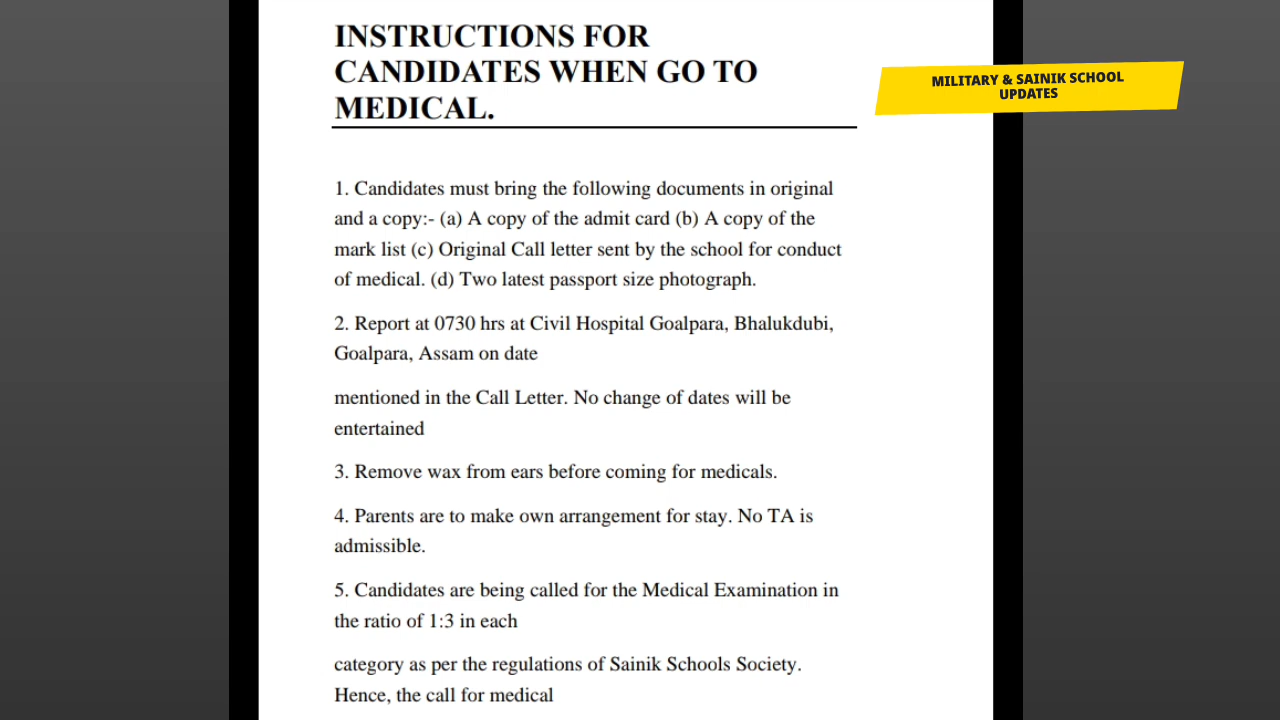 INSTRUCTIONS FOR
CANDIDATES WHEN GO TO
MEDICAL.
MILITARY & SAINIK SCHOOL
UPDATES
1. Candidates must bring the following documents in original
and a copy:- (a) A copy of the admit card (b) A copy of the
mark list (c) Original Call letter sent by the school for conduct
of medical. (d) Two latest passport size photograph.
2. Report at 0730 hrs at Civil Hospital Goalpara, Bhalukdubi,
Goalpara, Assam on date
mentioned in the Call Letter. No change of dates will be
entertained
3. Remove wax from ears before coming for medicals.
4. Parents are to make own arrangement for stay. No TA is
admissible.
5. Candidates are being called for the Medical Examination in
the ratio of 1:3 in each
category as per the regulations of Sainik Schools Society.
Hence, the call for medical